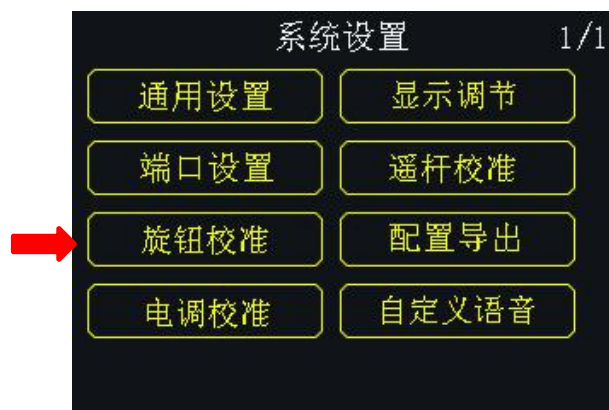 系统设置 1/1
通用设置 显示调节
端口设置 遥杆校准
旋钮校准 配置导出
电调校准 自定义语音